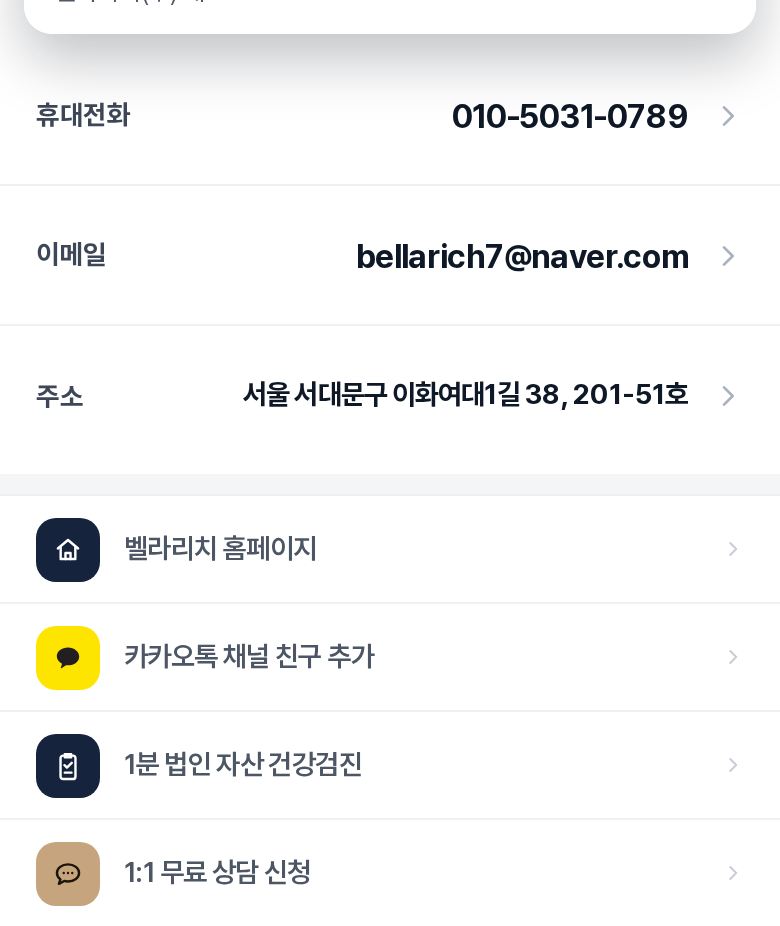 휴대전화
010-5031-0789
이메일
bellarich7@naver.com
주소
서울 서대문구 이화여대1길 38, 201-51호
벨라리치 홈페이지
카카오톡 채널 친구 추가
1분 법인 자산 건강검진
1:1 무료 상담 신청